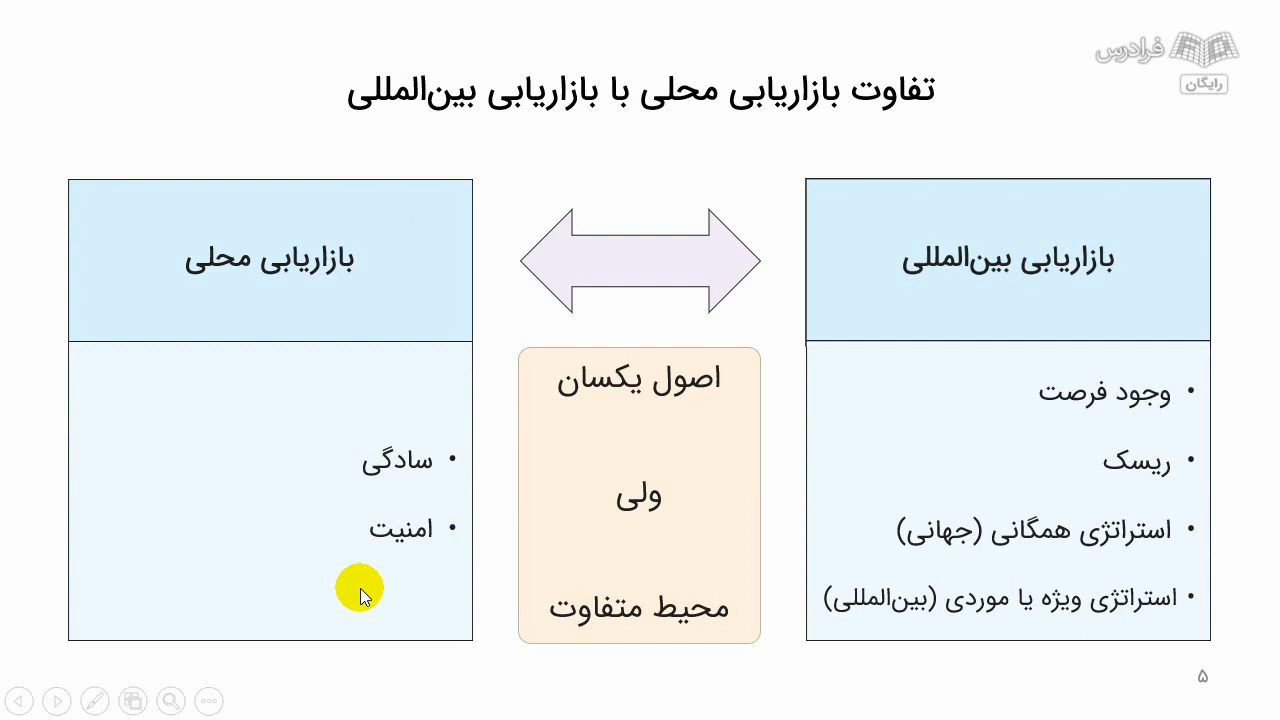 فرادرس
رایگان
تفاوت بازاریابی محلی با بازاریابی بین‌المللی
بازاریابی بین‌المللی
• وجود فرصت
• ریسک
• استراتژی همگانی (جهانی)
• استراتژی ویژه یا موردی (بین‌المللی)
اصول یکسان
ولی
محیط متفاوت
بازاریابی محلی
• سادگی
• امنیت
۵